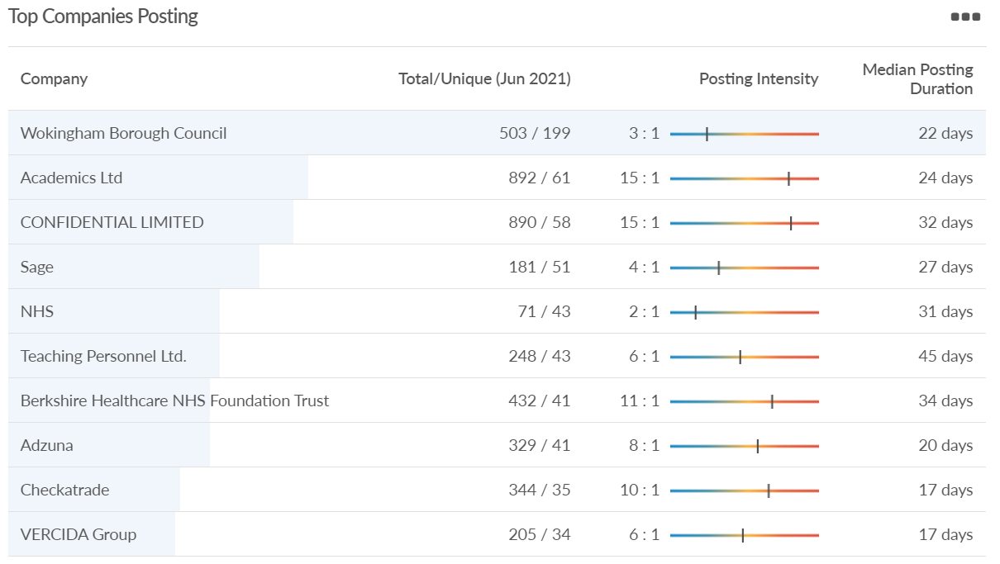 Top Companies Posting
Company Total/Unique (Jun 2021) Posting Intensity Median Posting
Duration
Wokingham Borough Council 503 / 199 3 : 1 22 days
Academics Ltd 892 / 61 15 : 1 24 days
CONFIDENTIAL LIMITED 890 / 58 15 : 1 32 days
Sage 181 / 51 4 : 1 27 days
NHS 71 / 43 2 : 1 31 days
Teaching Personnel Ltd. 248 / 43 6 : 1 45 days
Berkshire Healthcare NHS Foundation Trust 432 / 41 11 : 1 34 days
Adzuna 329 / 41 8 : 1 20 days
Checkatrade 344 / 35 10 : 1 17 days
VERCIDA Group 205 / 34 6 : 1 17 days